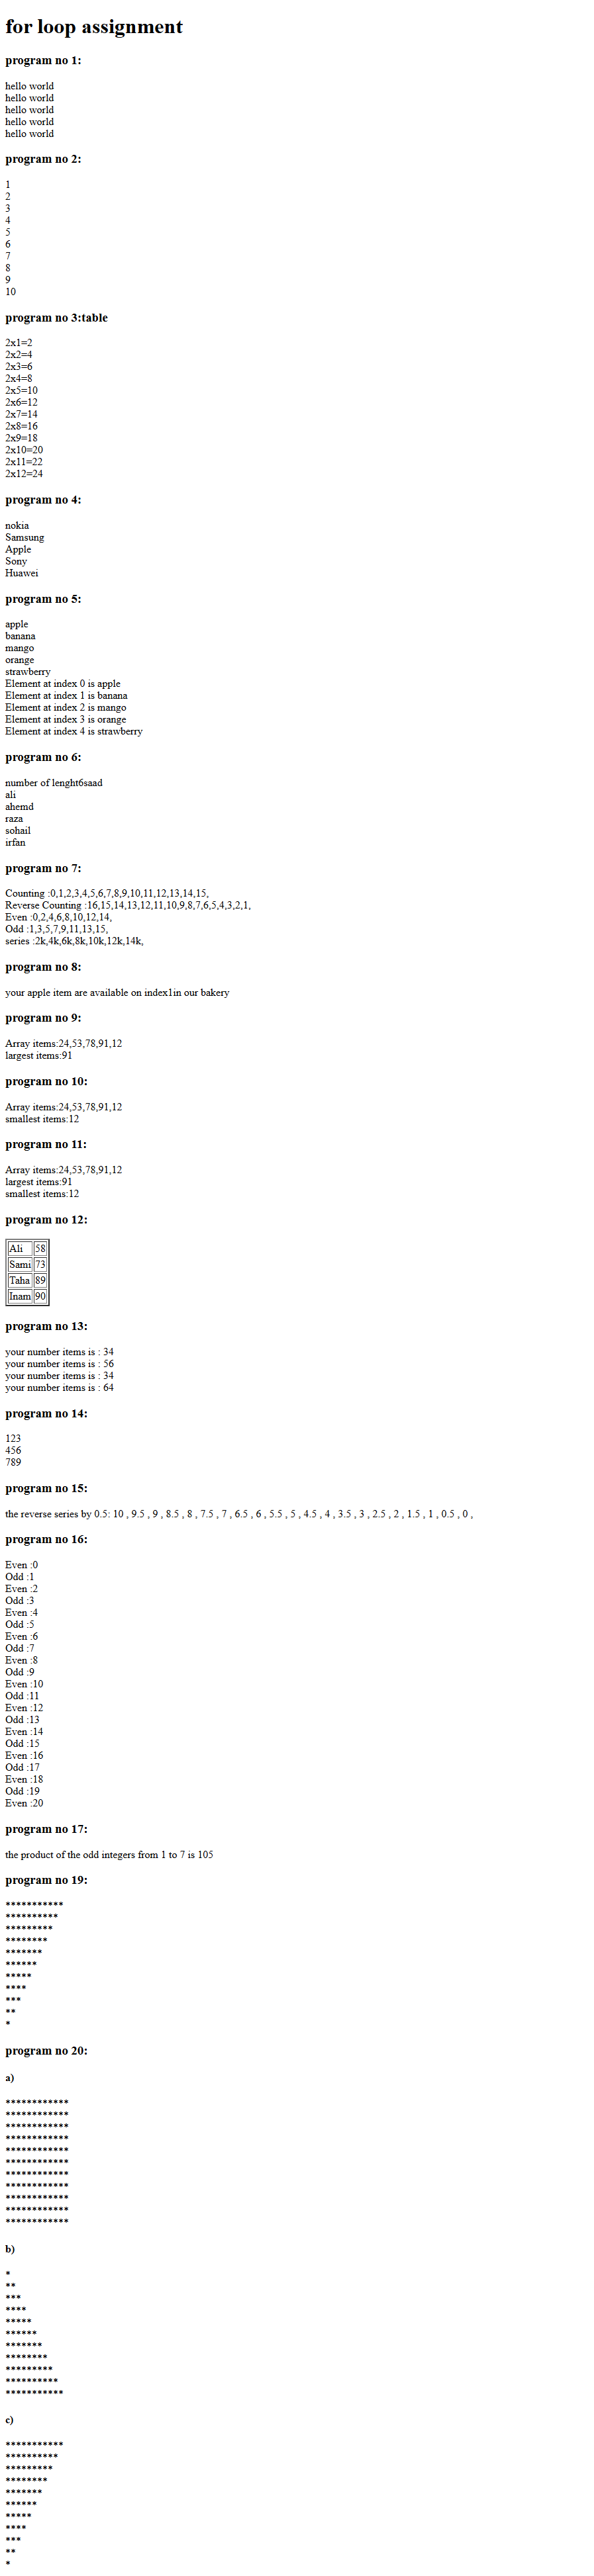 for loop assignment
program no 1:
hello world
hello world
hello world
hello world
hello world
program no 2:
1
2
3
4
5
6
7
8
9
10
program no 3:table
2x1=2
2x2=4
2x3=6
2x4=8
2x5=10
2x6=12
2x7=14
2x8=16
2x9=18
2x10=20
2x11=22
2x12=24
program no 4:
nokia
Samsung
Apple
Sony
Huawei
program no 5:
apple
banana
mango
orange
strawberry
Element at index 0 is apple
Element at index 1 is banana
Element at index 2 is mango
Element at index 3 is orange
Element at index 4 is strawberry
program no 6:
number of lenght6saad
ali
ahemd
raza
sohail
irfan
program no 7:
Counting :0,1,2,3,4,5,6,7,8,9,10,11,12,13,14,15,
Reverse Counting :16,15,14,13,12,11,10,9,8,7,6,5,4,3,2,1,
Even :0,2,4,6,8,10,12,14,
Odd :1,3,5,7,9,11,13,15,
series :2k,4k,6k,8k,10k,12k,14k,
program no 8:
your apple item are available on index1in our bakery
program no 9:
Array items:24,53,78,91,12
largest items:91
program no 10:
Array items:24,53,78,91,12
smallest items:12
program no 11:
Array items:24,53,78,91,12
largest items:91
smallest items:12
program no 12:
Ali 58
Sami 73
Taha 89
Inam 90
program no 13:
your number items is : 34
your number items is : 56
your number items is : 34
your number items is : 64
program no 14:
123
456
789
program no 15:
the reverse series by 0.5: 10 , 9.5 , 9 , 8.5 , 8 , 7.5 , 7 , 6.5 , 6 , 5.5 , 5 , 4.5 , 4 , 3.5 , 3 , 2.5 , 2 , 1.5 , 1 , 0.5 , 0 ,
program no 16:
Even :0
Odd :1
Even :2
Odd :3
Even :4
Odd :5
Even :6
Odd :7
Even :8
Odd :9
Even :10
Odd :11
Even :12
Odd :13
Even :14
Odd :15
Even :16
Odd :17
Even :18
Odd :19
Even :20
program no 17:
the product of the odd integers from 1 to 7 is 105
program no 19:
***********
**********
*********
********
*******
******
*****
****
***
**
*
program no 20:
a)
************
************
************
************
************
************
************
************
************
************
************
b)
*
**
***
****
*****
******
*******
********
*********
**********
***********
c)
***********
**********
*********
********
*******
******
*****
****
***
**
*